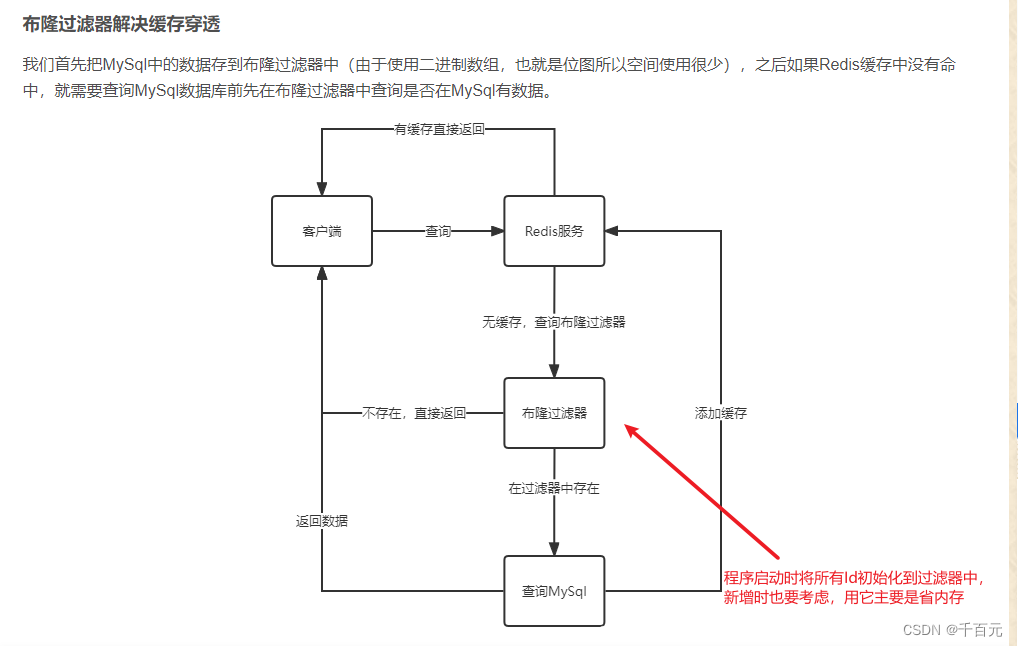 布隆过滤器解决缓存穿透
我们首先把MySql中的数据存到布隆过滤器中（由于使用二进制数组，也就是位图所以空间使用很少），之后如果Redis缓存中没有命
中，就需要查询MySql数据库前先在布隆过滤器中查询是否在MySql有数据。
有缓存直接返回
客户端
查询
Redis服务
无缓存，查询布隆过滤器
不存在，直接返回
布隆过滤器
添加缓存
在过滤器中存在
返回数据
查询MySql
程序启动时将所有Id初始化到过滤器中，
新增时也要考虑，用它主要是省内存
CSDN @千百元